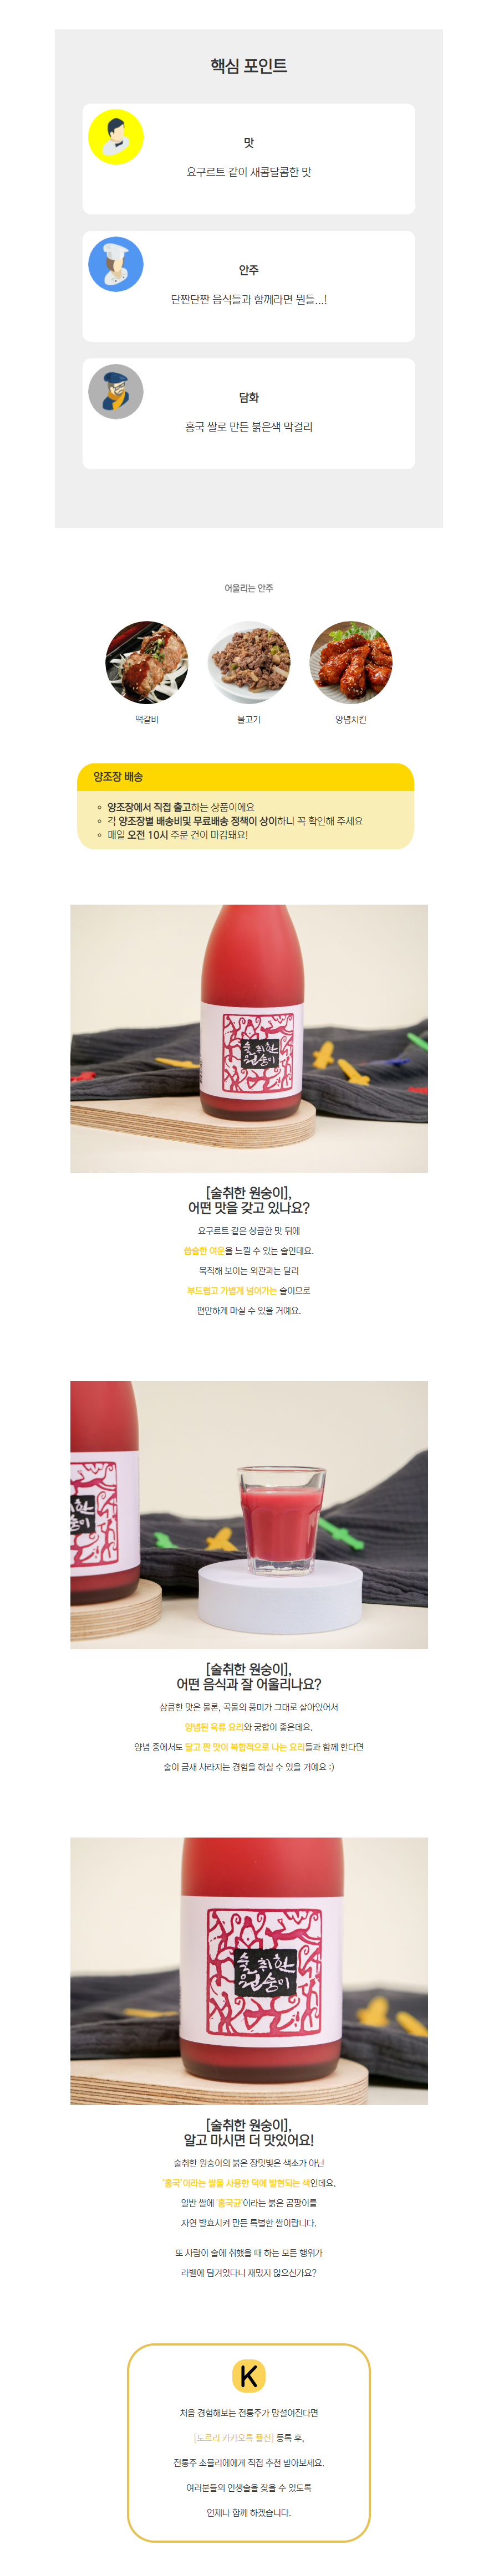 핵심 포인트
맛
요구르트 같이 새콤달콤한 맛
안주
단짠단짠 음식들과 함께라면 뭔들...!
담화
홍국 쌀로 만든 붉은색 막걸리
어울리는 안주
떡갈비 불고기 양념치킨
양조장 배송
양조장에서 직접 출고하는 상품이에요
각 양조장별 배송비및 무료배송 정책이 상이하니 꼭 확인해 주세요
매일 오전 10시 주문 건이 마감돼요!
술취한
원숭이
[술취한 원숭이],
어떤 맛을 갖고 있나요?
요구르트 같은 상큼한 맛 뒤에
씁쓸한 여운을 느낄 수 있는 술인데요.
묵직해 보이는 외관과는 달리
부드럽고 가볍게 넘어가는 술이므로
편안하게 마실 수 있을 거예요.
취한
숭이
[술취한 원숭이],
어떤 음식과 잘 어울리나요?
상큼한 맛은 물론, 곡물의 풍미가 그대로 살아있어서
양념된 육류 요리와 궁합이 좋은데요.
양념 중에서도 달고 짠 맛이 복합적으로 나는 요리들과 함께 한다면
술이 금새 사라지는 경험을 하실 수 있을 거예요 :)
술취한
원숭이
[술취한 원숭이],
알고 마시면 더 맛있어요!
술취한 원숭이의 붉은 장밋빛은 색소가 아닌
'홍국'이라는 쌀을 사용한 덕에 발현되는 색인데요.
일반 쌀에 '홍국균'이라는 붉은 곰팡이를
자연 발효시켜 만든 특별한 쌀이랍니다.
또 사람이 술에 취했을 때 하는 모든 행위가
라벨에 담겨있다니 재밌지 않으신가요?
K
처음 경험해보는 전통주가 망설여진다면
[도르리 카카오톡 플친] 등록 후,
전통주 소믈리에에게 직접 추천 받아보세요.
여러분들의 인생술을 찾을 수 있도록
언제나 함께 하겠습니다.